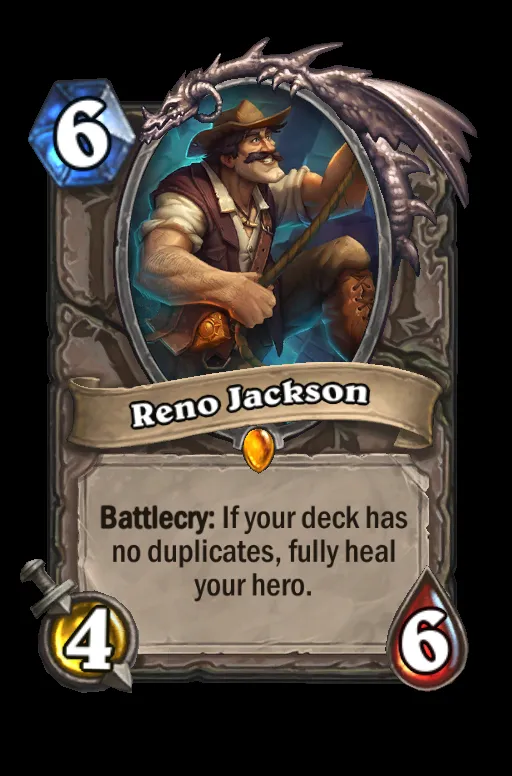 6
Reno Jackson
Battlecry: If your deck has
no duplicates, fully heal
your hero.
4
6